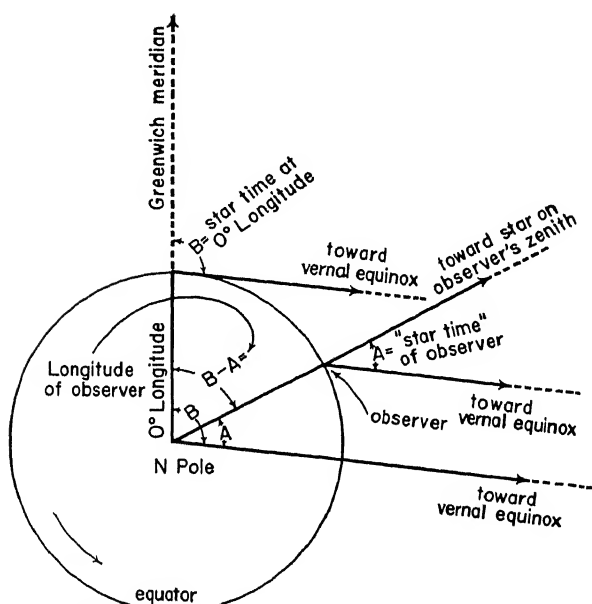 Greenwich meridian
B= star time at
0° Longitude
toward
vernal equinox
toward star on
observer's zenith
A= "star time"
of observer
Longitude
of observer
0° Longitude
B-A=
B
A
observer
toward
vernal equinox
N Pole
toward
vernal equinox
equator